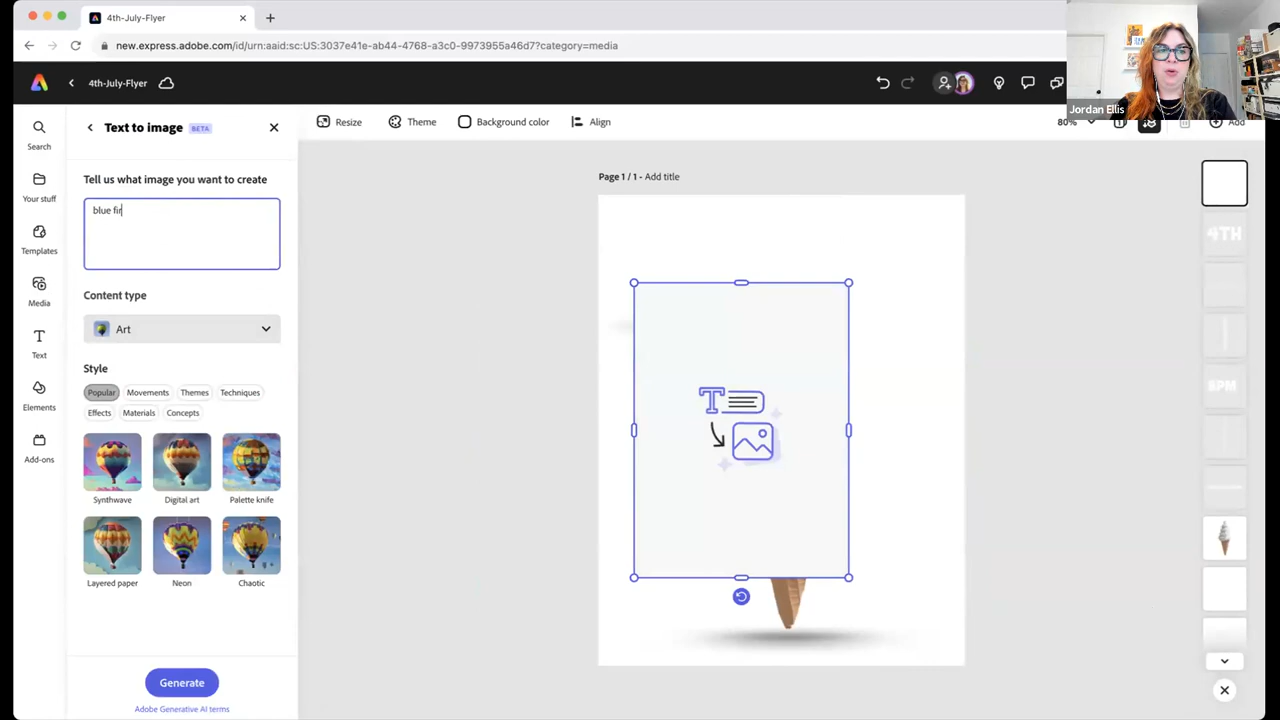 4th-July-Flyer
new.express.adobe.com/id/urn:aaid:sc:US:3037e41e-ab44-4768-a3c0-9973955a46d7?category=media
4th-July-Flyer
Jordan Ellis
Search
Your stuff
Templates
Media
Text
Elements
Add-ons
Text to image BETA
Tell us what image you want to create
blue fir
Content type
Art
Style
Popular Movements Themes Techniques
Effects Materials Concepts
Synthwave Digital art Palette knife
Layered paper Neon Chaotic
Generate
Adobe Generative AI terms
Resize Theme Background color Align
80% 1 Add
Page 1 / 1 - Add title
T
4TH
8PM